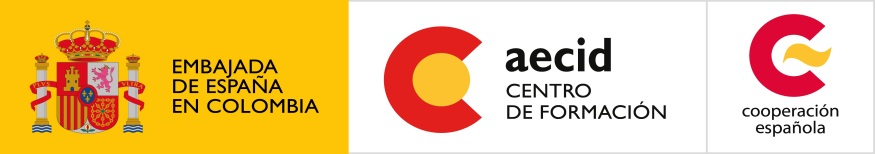 EMBAJADA
DE ESPAÑA
EN COLOMBIA
aecid
CENTRO
DE FORMACIÓN
cooperación
española